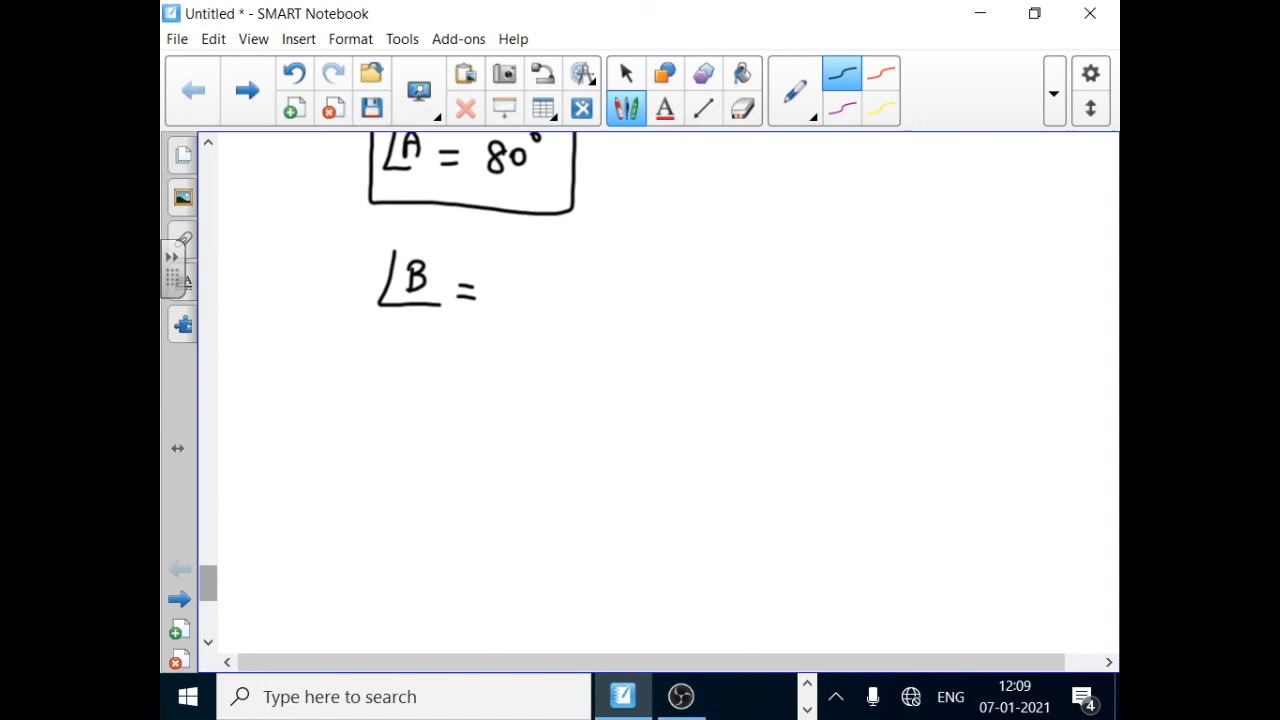 Untitled * - SMART Notebook
File Edit View Insert Format Tools Add-ons Help
∠A = 80°
∠B =
Type here to search
ENG
12:09
07-01-2021
4